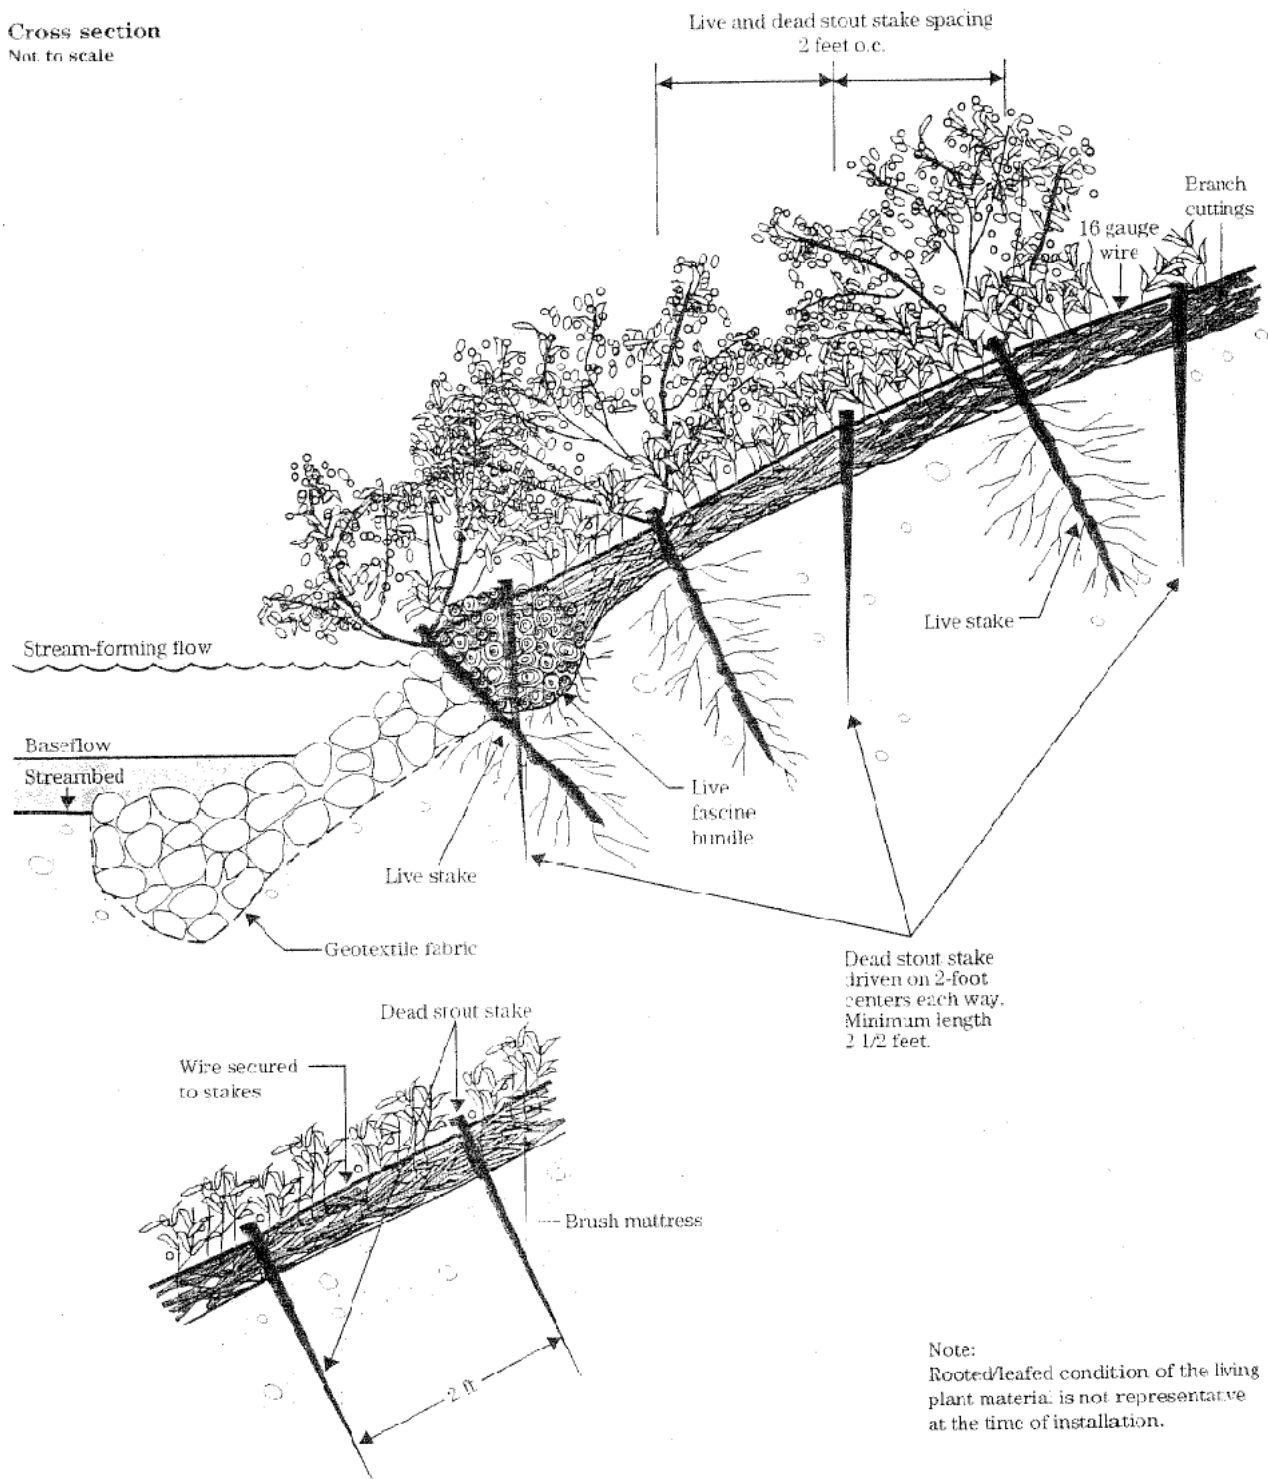 Cross section
Not to scale
Live and dead stout stake spacing
2 feet o.c.
Branch
cuttings
16 gauge
wire
Stream-forming flow
Live stake
Baseflow
Streambed
Live
fascine
bundle
Live stake
Geotextile fabric
Dead stout stake
driven on 2-foot
centers each way.
Minimum length
2 1/2 feet.
Dead stout stake
Wire secured
to stakes
Brush mattress
2 ft
Note:
Rooted/leafed condition of the living
plant material is not representative
at the time of installation.